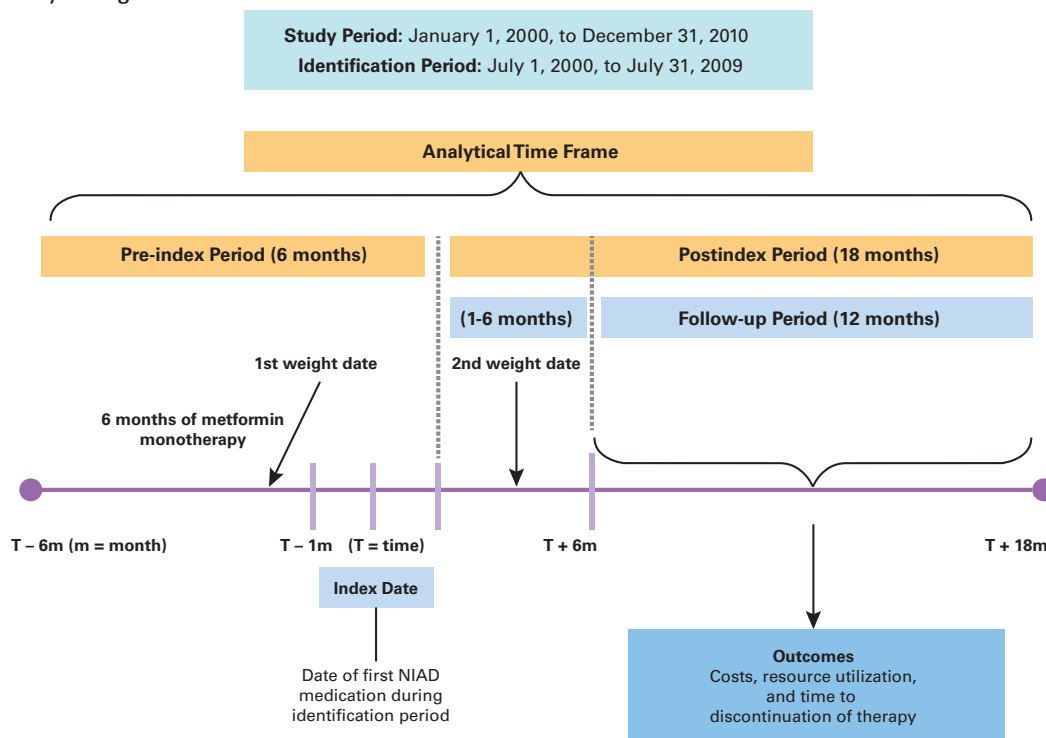 Study Period: January 1, 2000, to December 31, 2010
Identification Period: July 1, 2000, to July 31, 2009
Analytical Time Frame
Pre-index Period (6 months)
Postindex Period (18 months)
(1-6 months)
Follow-up Period (12 months)
1st weight date
2nd weight date
6 months of metformin
monotherapy
T – 6m (m = month)
T – 1m
(T = time)
T + 6m
T + 18m
Index Date
Date of first NIAD
medication during
identification period
Outcomes
Costs, resource utilization,
and time to
discontinuation of therapy